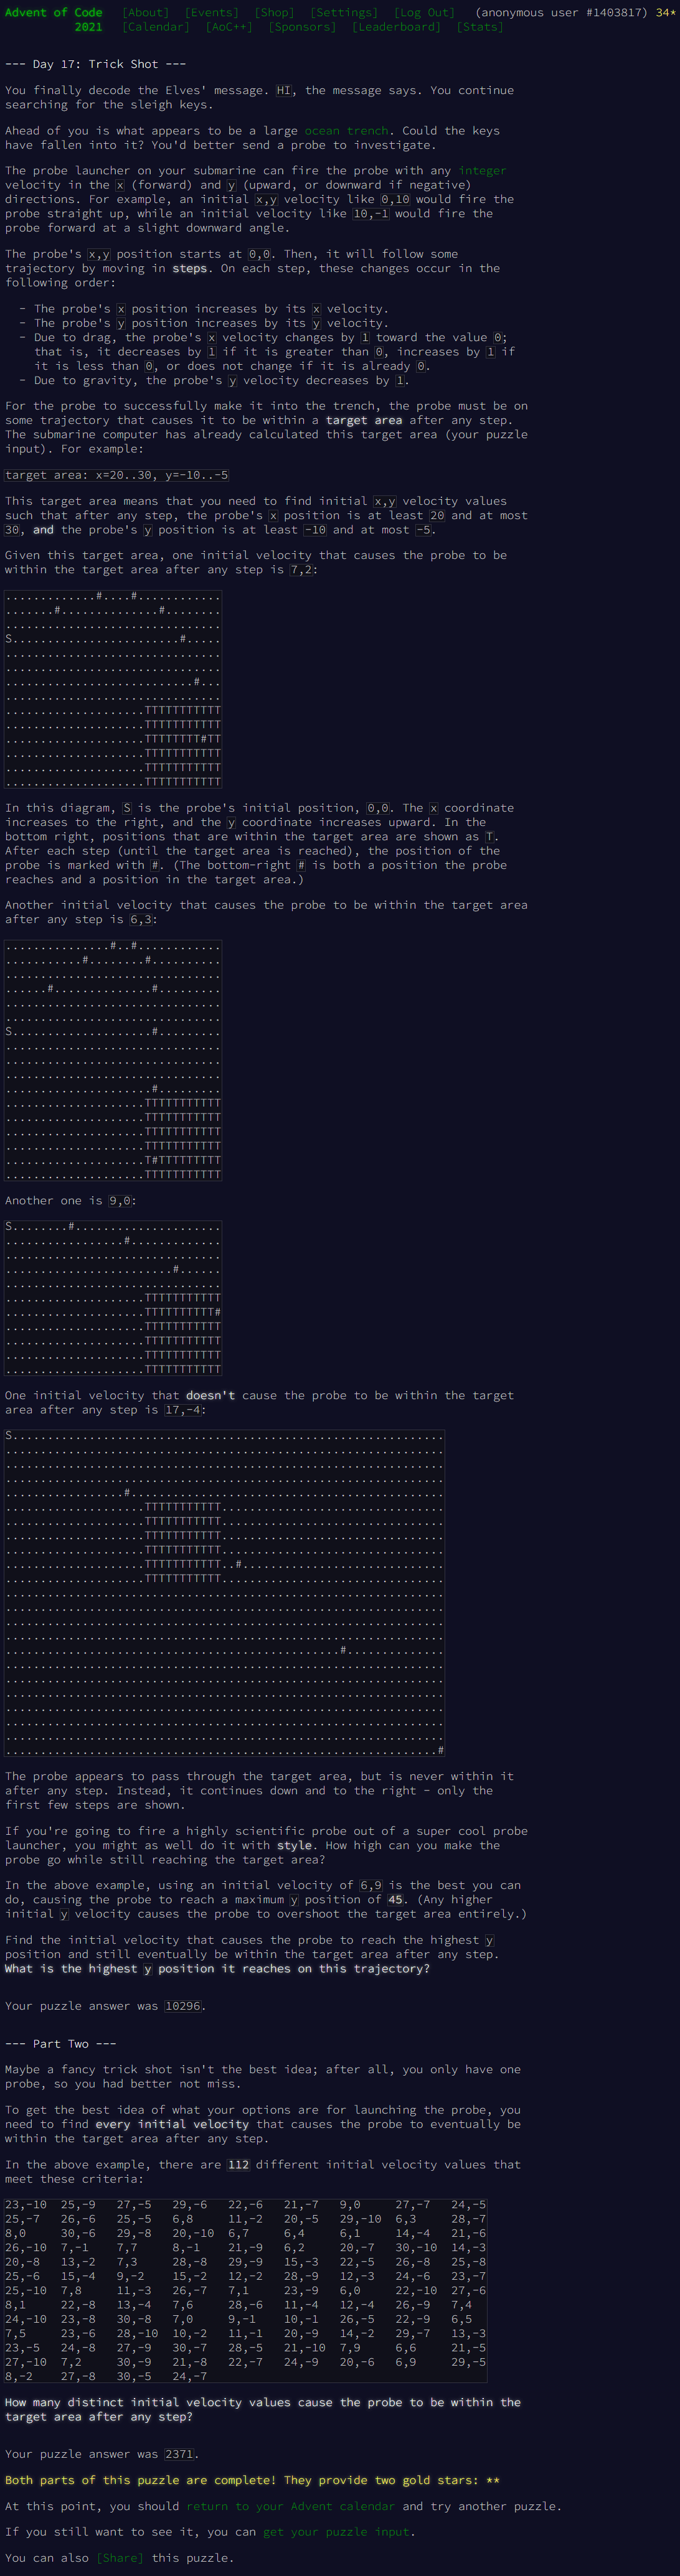 Advent of Code [About] [Events] [Shop] [Settings] [Log Out] (anonymous user #1403817) 34*
2021 [Calendar] [AoC++] [Sponsors] [Leaderboard] [Stats]
--- Day 17: Trick Shot ---
You finally decode the Elves' message. HI, the message says. You continue
searching for the sleigh keys.
Ahead of you is what appears to be a large ocean trench. Could the keys
have fallen into it? You'd better send a probe to investigate.
The probe launcher on your submarine can fire the probe with any integer
velocity in the x (forward) and y (upward, or downward if negative)
directions. For example, an initial x,y velocity like 0,10 would fire the
probe straight up, while an initial velocity like 10,-1 would fire the
probe forward at a slight downward angle.
The probe's x,y position starts at 0,0. Then, it will follow some
trajectory by moving in steps. On each step, these changes occur in the
following order:
- The probe's x position increases by its x velocity.
- The probe's y position increases by its y velocity.
- Due to drag, the probe's x velocity changes by 1 toward the value 0;
that is, it decreases by 1 if it is greater than 0, increases by 1 if
it is less than 0, or does not change if it is already 0.
- Due to gravity, the probe's y velocity decreases by 1.
For the probe to successfully make it into the trench, the probe must be on
some trajectory that causes it to be within a target area after any step.
The submarine computer has already calculated this target area (your puzzle
input). For example:
target area: x=20..30, y=-10..-5
This target area means that you need to find initial x,y velocity values
such that after any step, the probe's x position is at least 20 and at most
30, and the probe's y position is at least -10 and at most -5.
Given this target area, one initial velocity that causes the probe to be
within the target area after any step is 7,2:
.............#....#............
.......#..............#........
...............................
S........................#.....
...............................
...............................
...........................#...
...............................
....................TTTTTTTTTTT
....................TTTTTTTTTTT
....................TTTTTTTT#TT
....................TTTTTTTTTTT
....................TTTTTTTTTTT
....................TTTTTTTTTTT
In this diagram, S is the probe's initial position, 0,0. The x coordinate
increases to the right, and the y coordinate increases upward. In the
bottom right, positions that are within the target area are shown as T.
After each step (until the target area is reached), the position of the
probe is marked with #. (The bottom-right # is both a position the probe
reaches and a position in the target area.)
Another initial velocity that causes the probe to be within the target area
after any step is 6,3:
...............#..#............
...........#........#..........
...............................
......#..............#.........
...............................
...............................
S....................#.........
...............................
...............................
...............................
.....................#.........
....................TTTTTTTTTTT
....................TTTTTTTTTTT
....................TTTTTTTTTTT
....................TTTTTTTTTTT
....................T#TTTTTTTTT
....................TTTTTTTTTTT
Another one is 9,0:
S........#.....................
.................#.............
...............................
........................#......
...............................
....................TTTTTTTTTTT
....................TTTTTTTTTT#
....................TTTTTTTTTTT
....................TTTTTTTTTTT
....................TTTTTTTTTTT
....................TTTTTTTTTTT
One initial velocity that doesn't cause the probe to be within the target
area after any step is 17,-4:
S..............................................................
...............................................................
...............................................................
...............................................................
.................#.............................................
....................TTTTTTTTTTT................................
....................TTTTTTTTTTT................................
....................TTTTTTTTTTT................................
....................TTTTTTTTTTT................................
....................TTTTTTTTTTT..#.............................
....................TTTTTTTTTTT................................
...............................................................
...............................................................
...............................................................
...............................................................
................................................#..............
...............................................................
...............................................................
...............................................................
...............................................................
...............................................................
...............................................................
..............................................................#
The probe appears to pass through the target area, but is never within it
after any step. Instead, it continues down and to the right - only the
first few steps are shown.
If you're going to fire a highly scientific probe out of a super cool probe
launcher, you might as well do it with style. How high can you make the
probe go while still reaching the target area?
In the above example, using an initial velocity of 6,9 is the best you can
do, causing the probe to reach a maximum y position of 45. (Any higher
initial y velocity causes the probe to overshoot the target area entirely.)
Find the initial velocity that causes the probe to reach the highest y
position and still eventually be within the target area after any step.
What is the highest y position it reaches on this trajectory?
Your puzzle answer was 10296.
--- Part Two ---
Maybe a fancy trick shot isn't the best idea; after all, you only have one
probe, so you had better not miss.
To get the best idea of what your options are for launching the probe, you
need to find every initial velocity that causes the probe to eventually be
within the target area after any step.
In the above example, there are 112 different initial velocity values that
meet these criteria:
23,-10  25,-9   27,-5   29,-6   22,-6   21,-7   9,0     27,-7   24,-5
25,-7   26,-6   25,-5   6,8     11,-2   20,-5   29,-10  6,3     28,-7
8,0     30,-6   29,-8   20,-10  6,7     6,4     6,1     14,-4   21,-6
26,-10  7,-1    7,7     8,-1    21,-9   6,2     20,-7   30,-10  14,-3
20,-8   13,-2   7,3     28,-8   29,-9   15,-3   22,-5   26,-8   25,-8
25,-6   15,-4   9,-2    15,-2   12,-2   28,-9   12,-3   24,-6   23,-7
25,-10  7,8     11,-3   26,-7   7,1     23,-9   6,0     22,-10  27,-6
8,1     22,-8   13,-4   7,6     28,-6   11,-4   12,-4   26,-9   7,4
24,-10  23,-8   30,-8   7,0     9,-1    10,-1   26,-5   22,-9   6,5
7,5     23,-6   28,-10  10,-2   11,-1   20,-9   14,-2   29,-7   13,-3
23,-5   24,-8   27,-9   30,-7   28,-5   21,-10  7,9     6,6     21,-5
27,-10  7,2     30,-9   21,-8   22,-7   24,-9   20,-6   6,9     29,-5
8,-2    27,-8   30,-5   24,-7
How many distinct initial velocity values cause the probe to be within the
target area after any step?
Your puzzle answer was 2371.
Both parts of this puzzle are complete! They provide two gold stars: **
At this point, you should return to your Advent calendar and try another puzzle.
If you still want to see it, you can get your puzzle input.
You can also [Share] this puzzle.